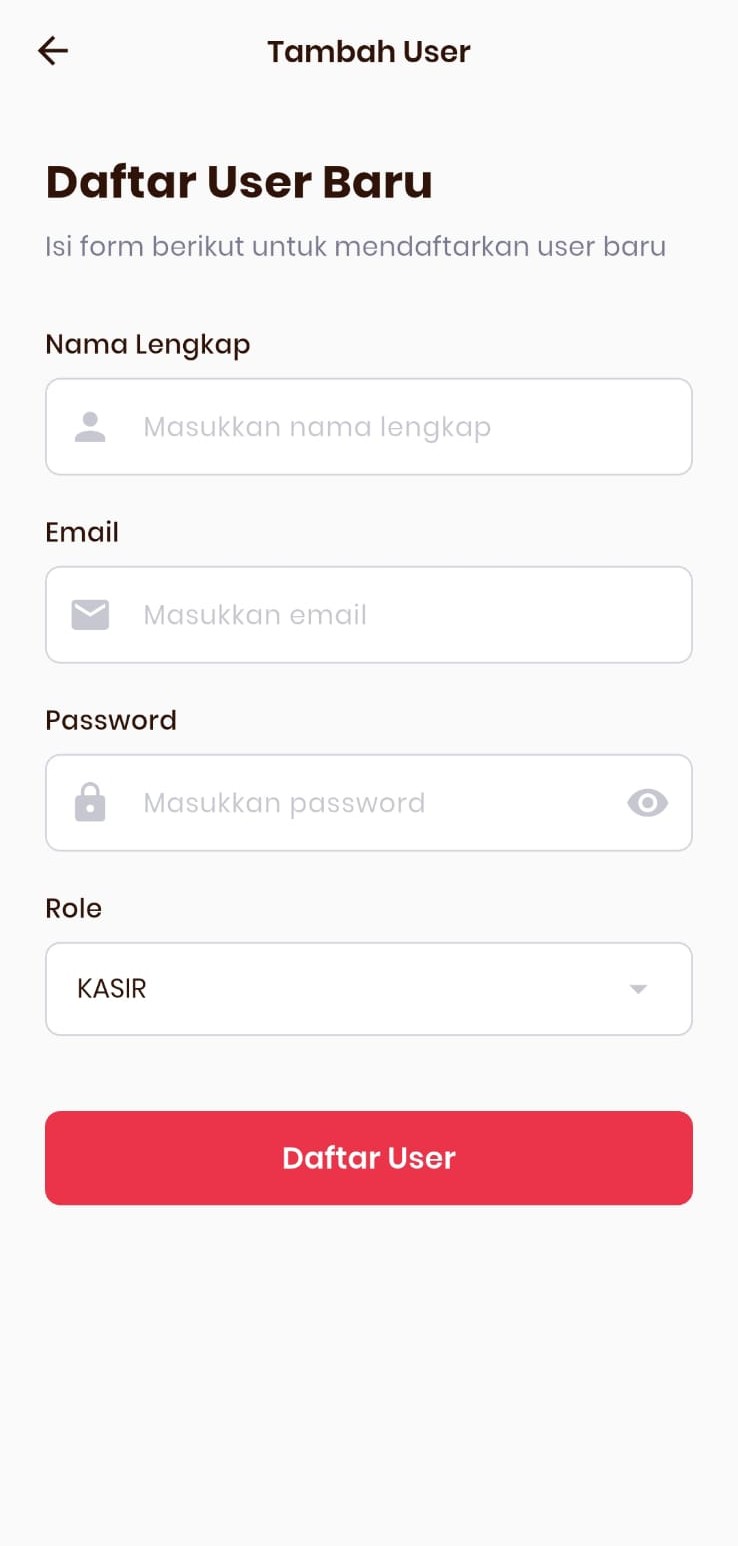 Tambah User
Daftar User Baru
Isi form berikut untuk mendaftarkan user baru
Nama Lengkap
Masukkan nama lengkap
Email
Masukkan email
Password
Masukkan password
Role
KASIR
Daftar User